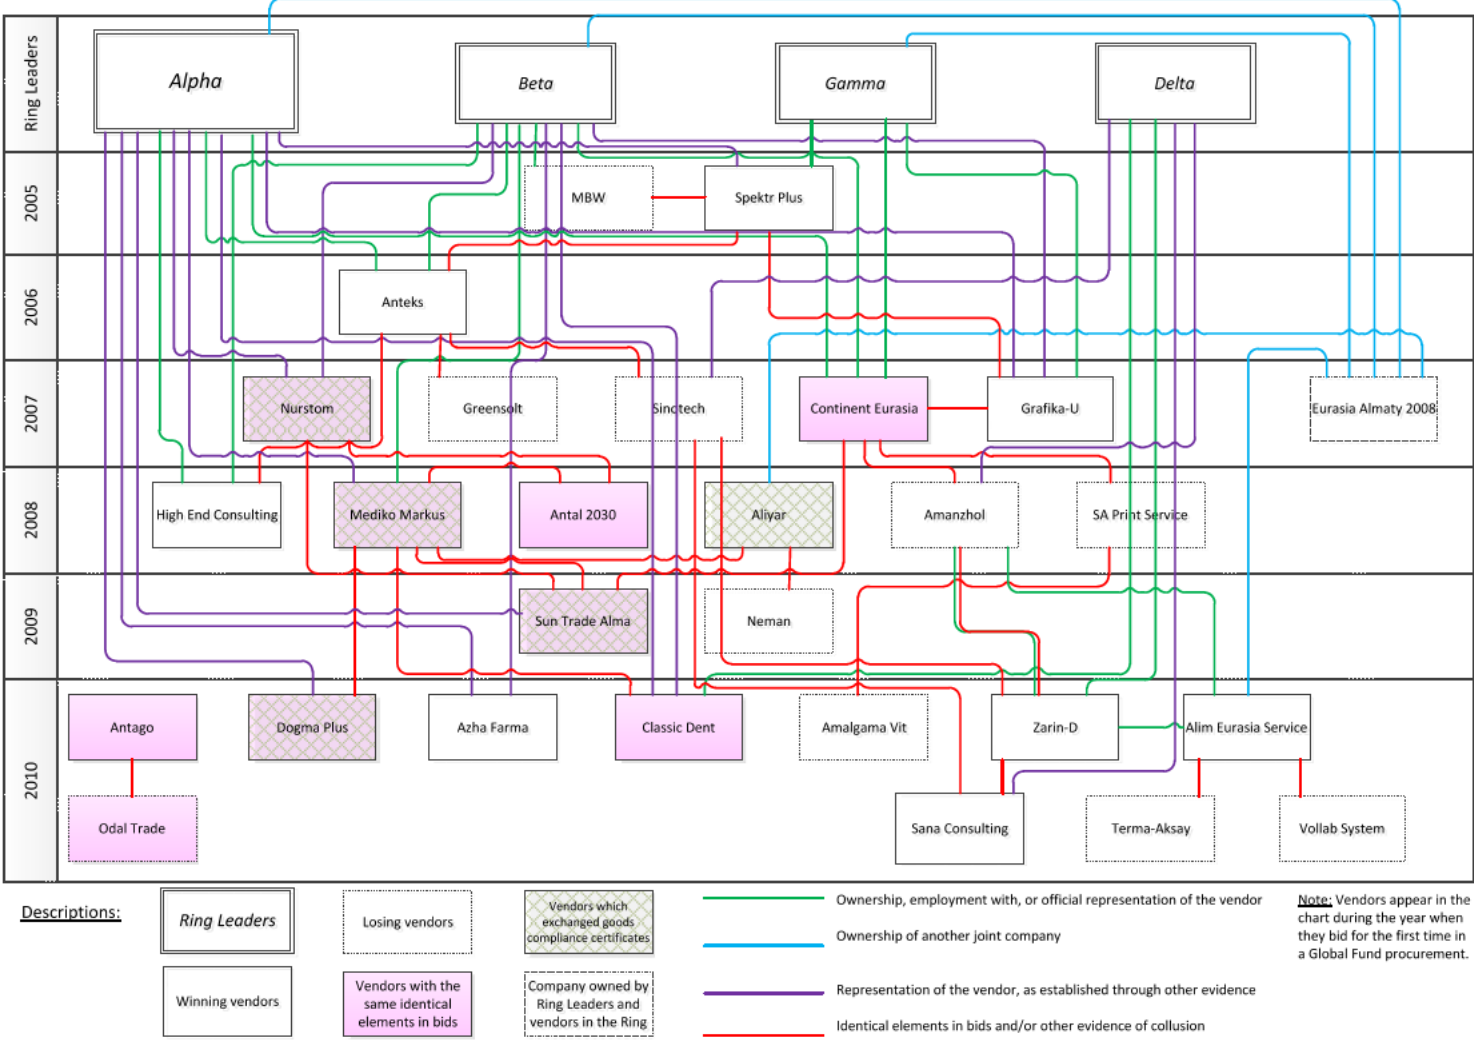 Ring Leaders
Alpha
Beta
Gamma
Delta
2005
MBW
Spektr Plus
2006
Anteks
2007
Nurstom
Greensolt
Sinotech
Continent Eurasia
Grafika-U
Eurasia Almaty 2008
2008
High End Consulting
Mediko Markus
Antal 2030
Aliyar
Amanzhol
SA Print Service
2009
Sun Trade Alma
Neman
2010
Antago
Dogma Plus
Azha Farma
Classic Dent
Amalgama Vit
Zarin-D
Alim Eurasia Service
Odal Trade
Sana Consulting
Terma-Aksay
Vollab System
Descriptions:
Ring Leaders
Losing vendors
Vendors which
exchanged goods
compliance certificates
Winning vendors
Vendors with the
same identical
elements in bids
Company owned by
Ring Leaders and
vendors in the Ring
Ownership, employment with, or official representation of the vendor
Ownership of another joint company
Representation of the vendor, as established through other evidence
Identical elements in bids and/or other evidence of collusion
Note: Vendors appear in the
chart during the year when
they bid for the first time in
a Global Fund procurement.